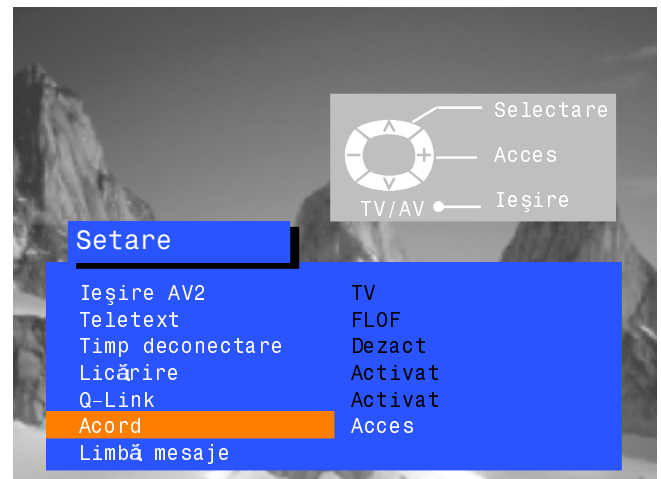 Selectare
Acces
TV/AV Ieşire
Setare
Ieşire AV2 TV
Teletext FLOF
Timp deconectare Dezact
Licărire Activat
Q-Link Activat
Acord Acces
Limbă mesaje